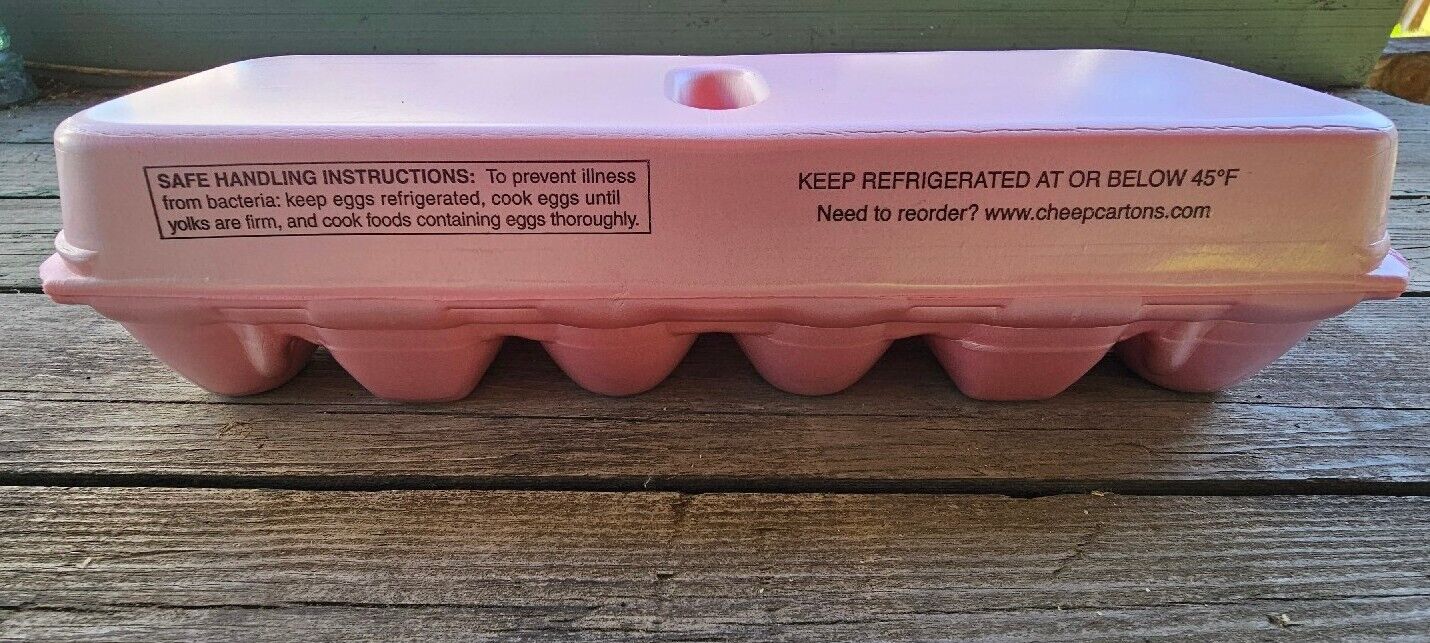 SAFE HANDLING INSTRUCTIONS: To prevent illness
from bacteria: keep eggs refrigerated, cook eggs until
yolks are firm, and cook foods containing eggs thoroughly.
KEEP REFRIGERATED AT OR BELOW 45°F
Need to reorder? www.cheepcartons.com